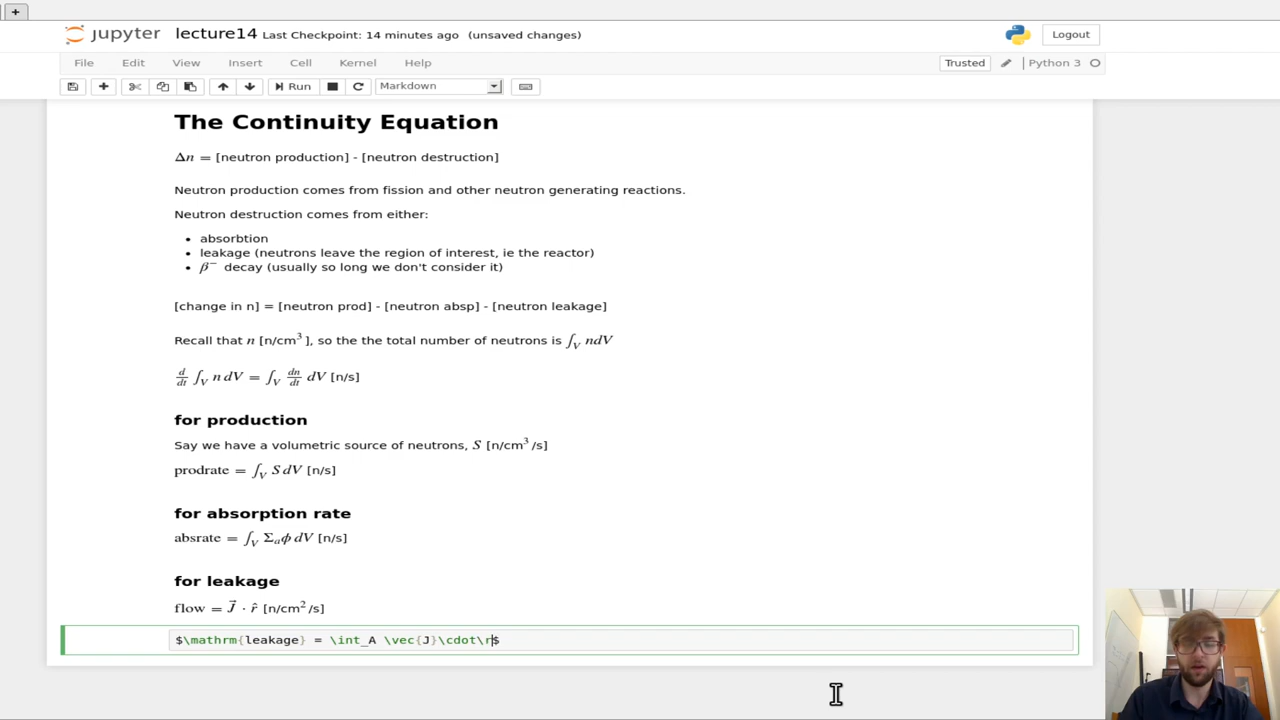 +
jupyter lecture14 Last Checkpoint: 14 minutes ago (unsaved changes) Logout
File Edit View Insert Cell Kernel Help Trusted Python 3
Run Markdown
The Continuity Equation
Δn = [neutron production] - [neutron destruction]
Neutron production comes from fission and other neutron generating reactions.
Neutron destruction comes from either:
• absorbtion
• leakage (neutrons leave the region of interest, ie the reactor)
• β⁻ decay (usually so long we don't consider it)
[change in n] = [neutron prod] - [neutron absp] - [neutron leakage]
Recall that n [n/cm³ ], so the the total number of neutrons is ∫_V ndV
d/dt ∫_V n dV = ∫_V dn/dt dV [n/s]
for production
Say we have a volumetric source of neutrons, S [n/cm³ /s]
prodrate = ∫_V S dV [n/s]
for absorption rate
absrate = ∫_V Σₐϕ dV [n/s]
for leakage
flow = J⃗ · r̂ [n/cm² /s]
$\mathrm{leakage} = \int_A \vec{J}\cdot\r$